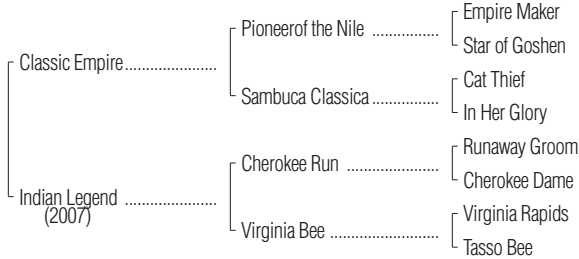 Empire Maker
Pioneerof the Nile ................
Star of Goshen
Classic Empire......................
Cat Thief
Sambuca Classica................
In Her Glory
Runaway Groom
Cherokee Run ......................
Cherokee Dame
Indian Legend ......................
(2007)
Virginia Rapids
Virginia Bee ..........................
Tasso Bee